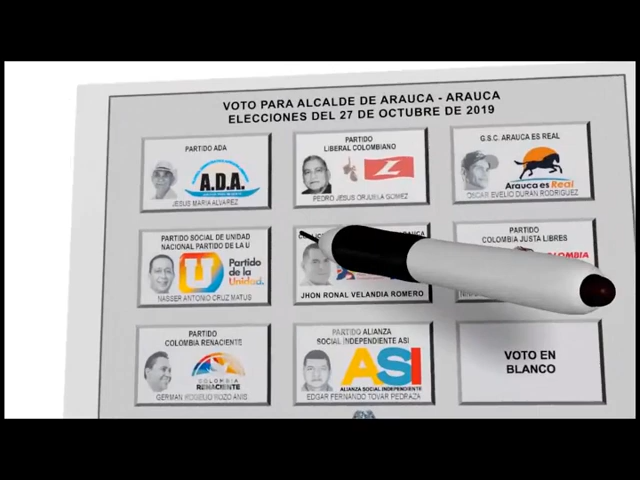 VOTO PARA ALCALDE DE ARAUCA - ARAUCA
ELECCIONES DEL 27 DE OCTUBRE DE 2019
PARTIDO ADA
A.D.A.
JESUS MARIA ALVAREZ
PARTIDO
LIBERAL COLOMBIANO
L
PEDRO JESUS ORJUELA GOMEZ
G.S.C. ARAUCA ES REAL
Arauca es Real
OSCAR EVELIO DURAN RODRIGUEZ
PARTIDO SOCIAL DE UNIDAD
NACIONAL PARTIDO DE LA U
U
Partido
de la
Unidad.
NASSER ANTONIO CRUZ MATUS
JHON RONAL VELANDIA ROMERO
PARTIDO
COLOMBIA JUSTA LIBRES
PARTIDO
COLOMBIA RENACIENTE
COLOMBIA
RENACIENTE
GERMAN ROGELIO ROZO ANIS
PARTIDO ALIANZA
SOCIAL INDEPENDIENTE ASI
ASI
ALIANZA SOCIAL INDEPENDIENTE
EDGAR FERNANDO TOVAR PEDRAZA
VOTO EN
BLANCO